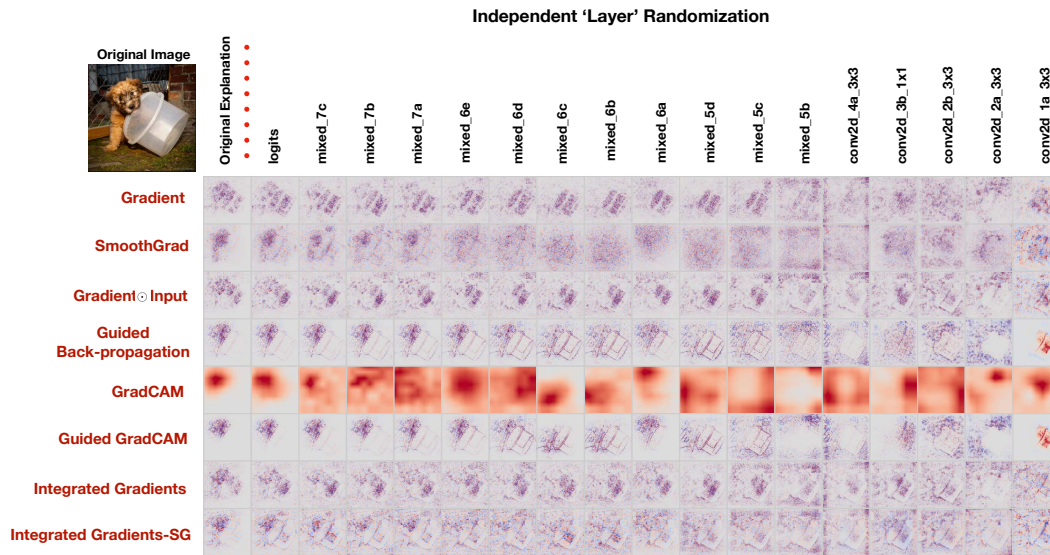 Independent ‘Layer’ Randomization
Original Image
Original Explanation
logits
mixed_7c
mixed_7b
mixed_7a
mixed_6e
mixed_6d
mixed_6c
mixed_6b
mixed_6a
mixed_5d
mixed_5c
mixed_5b
conv2d_4a_3x3
conv2d_3b_1x1
conv2d_2b_3x3
conv2d_2a_3x3
conv2d_1a_3x3
Gradient
SmoothGrad
Gradient⊙Input
Guided
Back-propagation
GradCAM
Guided GradCAM
Integrated Gradients
Integrated Gradients-SG